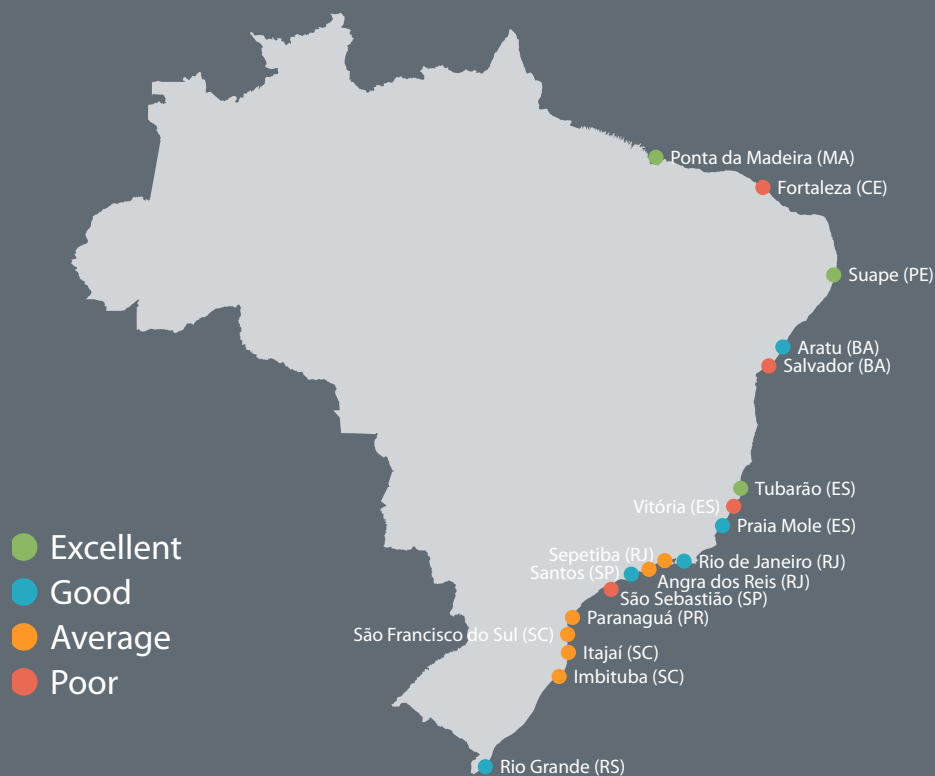 Ponta da Madeira (MA)
Fortaleza (CE)
Suape (PE)
Aratu (BA)
Salvador (BA)
Tubarão (ES)
Vitória (ES)
Praia Mole (ES)
Sepetiba (RJ)
Rio de Janeiro (RJ)
Santos (SP)
Angra dos Reis (RJ)
São Sebastião (SP)
Paranaguá (PR)
São Francisco do Sul (SC)
Itajaí (SC)
Imbituba (SC)
Rio Grande (RS)
Excellent
Good
Average
Poor